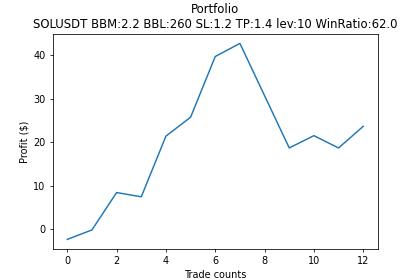 Portfolio
SOLUSDT BBM:2.2 BBL:260 SL:1.2 TP:1.4 lev:10 WinRatio:62.0
40
30
20
10
0
Profit ($)
0 2 4 6 8 10 12
Trade counts